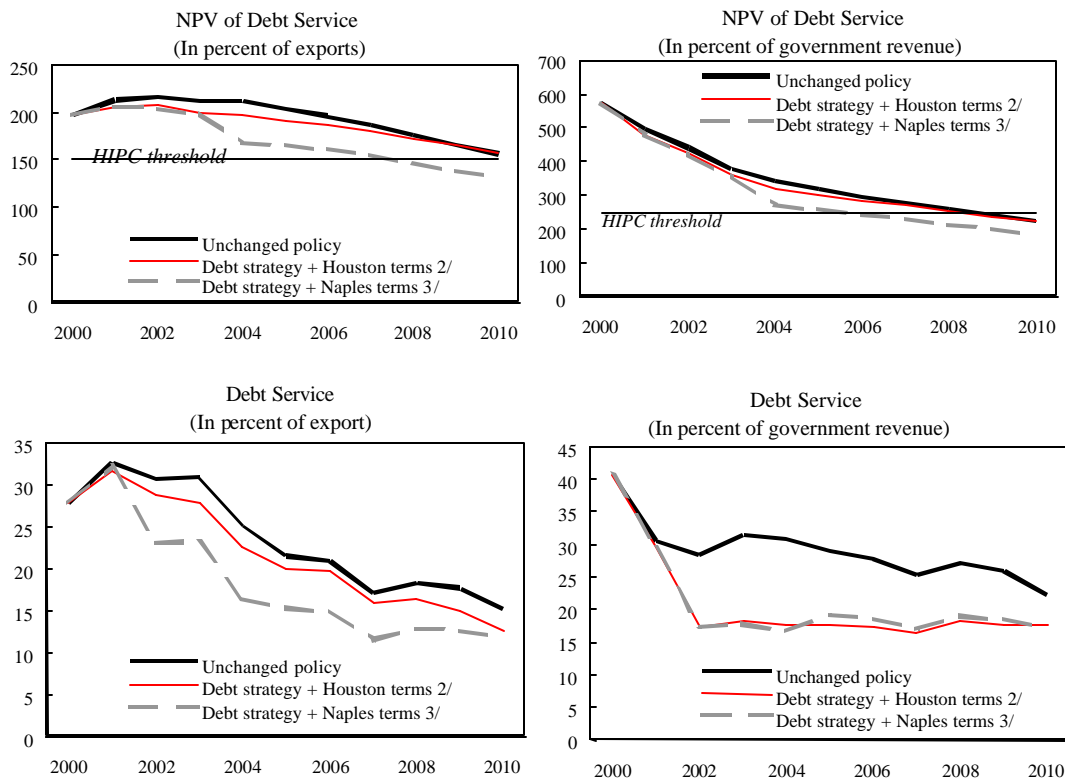 NPV of Debt Service
(In percent of exports)
250
200
150
100
50
0
HIPC threshold
Unchanged policy
Debt strategy + Houston terms 2/
Debt strategy + Naples terms 3/
2000 2002 2004 2006 2008 2010
NPV of Debt Service
(In percent of government revenue)
700
600
500
400
300
200
100
0
Unchanged policy
Debt strategy + Houston terms 2/
Debt strategy + Naples terms 3/
HIPC threshold
2000 2002 2004 2006 2008 2010
Debt Service
(In percent of export)
35
30
25
20
15
10
5
0
Unchanged policy
Debt strategy + Houston terms 2/
Debt strategy + Naples terms 3/
2000 2002 2004 2006 2008 2010
Debt Service
(In percent of government revenue)
45
40
35
30
25
20
15
10
5
0
Unchanged policy
Debt strategy + Houston terms 2/
Debt strategy + Naples terms 3/
2000 2002 2004 2006 2008 2010